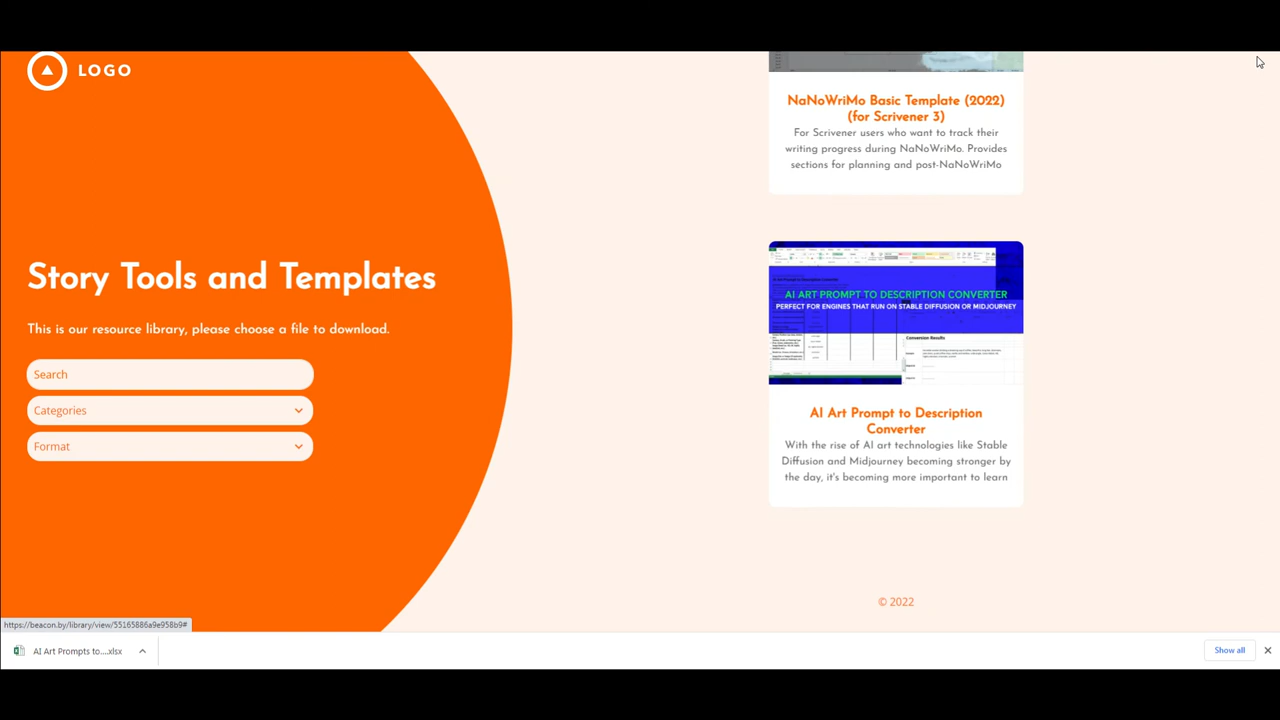 LOGO
Story Tools and Templates
This is our resource library, please choose a file to download.
Search
Categories
Format
NaNoWriMo Basic Template (2022)
(for Scrivener 3)
For Scrivener users who want to track their
writing progress during NaNoWriMo. Provides
sections for planning and post-NaNoWriMo
AI ART PROMPT TO DESCRIPTION CONVERTER
PERFECT FOR ENGINES THAT RUN ON STABLE DIFFUSION OR MIDJOURNEY
Conversion Results
AI Art Prompt to Description
Converter
With the rise of AI art technologies like Stable
Diffusion and Midjourney becoming stronger by
the day, it's becoming more important to learn
© 2022
https://beacon.by/library/view/55165886a9e958b9#
AI Art Prompts to....xlsx
Show all